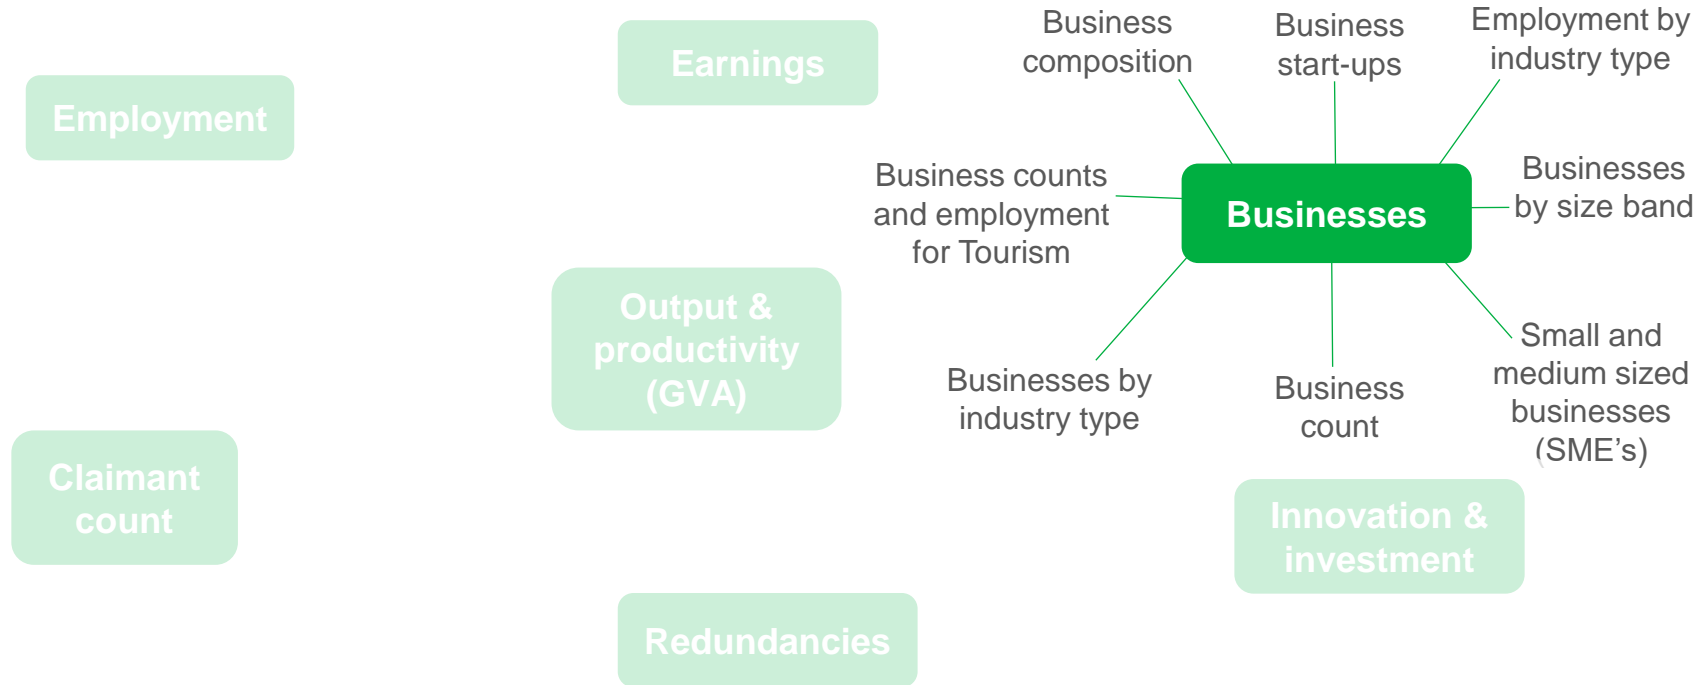 Employment
Earnings
Business
composition
Business
start-ups
Employment by
industry type
Business counts
and employment
for Tourism
Businesses
Businesses
by size band
Output &
productivity
(GVA)
Businesses by
industry type
Business
count
Small and
medium sized
businesses
(SME’s)
Claimant
count
Innovation &
investment
Redundancies